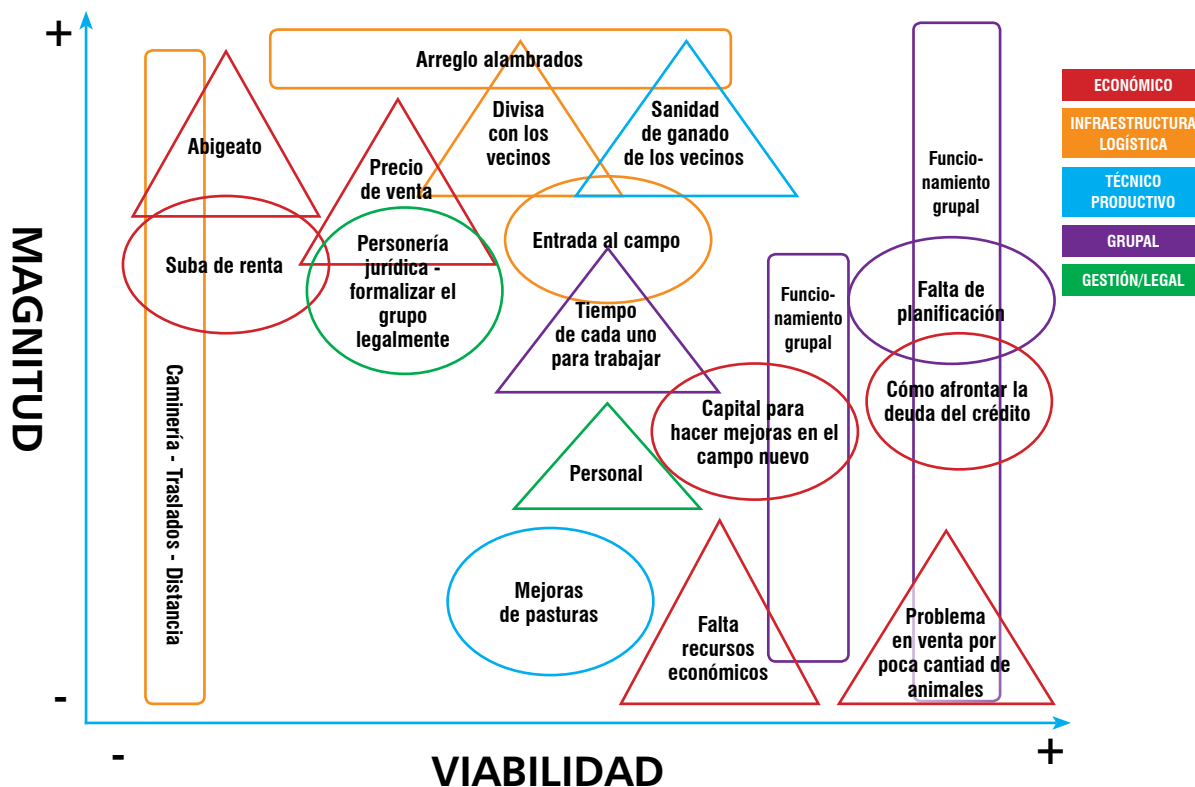 +
Arreglo alambrados
Abigeato
Divisa
con los
vecinos
Sanidad
de ganado
de los vecinos
Precio
de venta
Funcio-
namiento
grupal
ECONÓMICO
INFRAESTRUCTURA
LOGÍSTICA
TÉCNICO
PRODUCTIVO
GRUPAL
GESTIÓN/LEGAL
MAGNITUD
Suba de renta
Personería
jurídica -
formalizar el
grupo
legalmente
Entrada al campo
Tiempo
de cada uno
para trabajar
Funcio-
namiento
grupal
Falta de
planificación
Cómo afrontar la
deuda del crédito
Caminería - Traslados - Distancia
Capital para
hacer mejoras en el
campo nuevo
Personal
Mejoras
de pasturas
Falta
recursos
económicos
Problema
en venta por
poca cantiad de
animales
-
-
VIABILIDAD
+